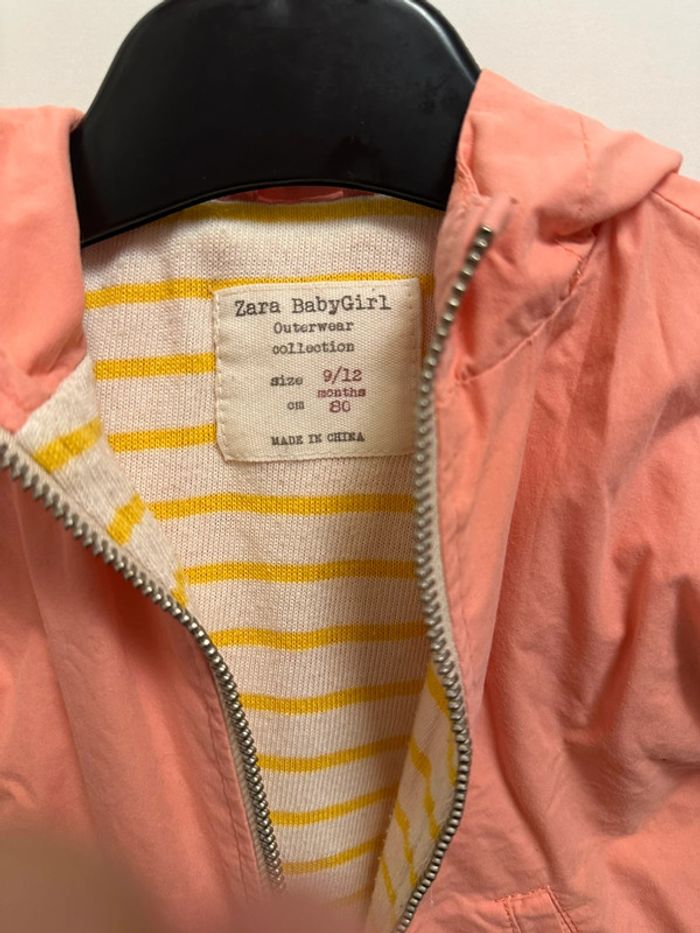 Zara BabyGirl
Outerwear
collection
size 9/12
months
cm 80
MADE IN CHINA